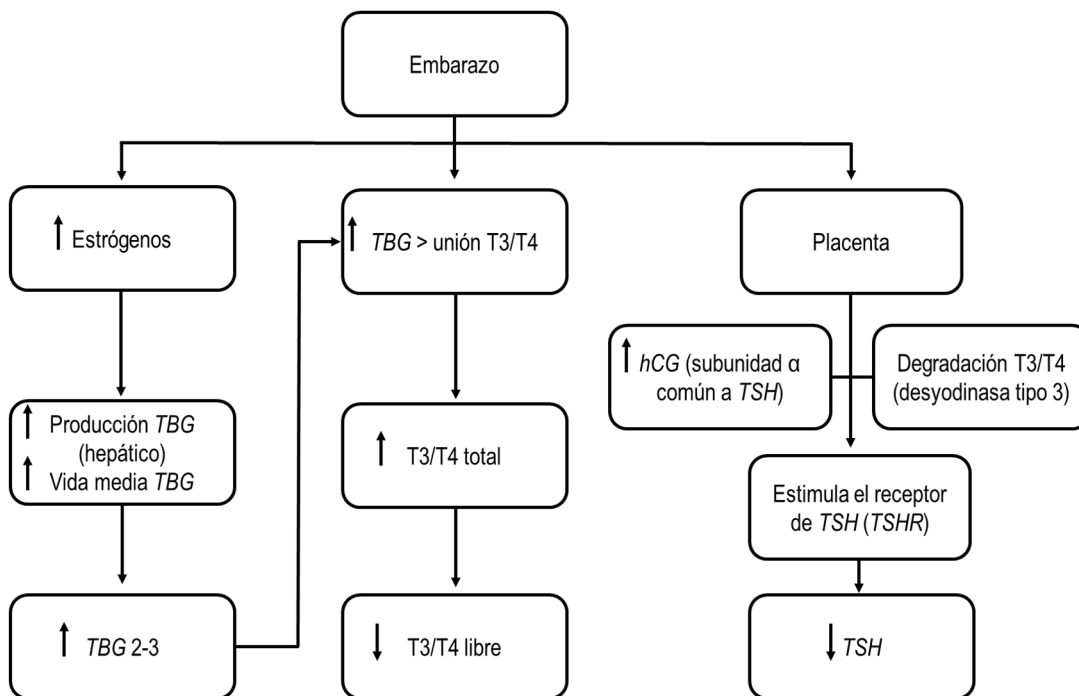 Embarazo
↑ Estrógenos
↑ TBG > unión T3/T4
Placenta
↑ hCG (subunidad α
común a TSH)
Degradación T3/T4
(desyodinasa tipo 3)
↑ Producción TBG
(hepático)
↑ Vida media TBG
↑ T3/T4 total
Estimula el receptor
de TSH (TSHR)
↑ TBG 2-3
↓ T3/T4 libre
↓ TSH